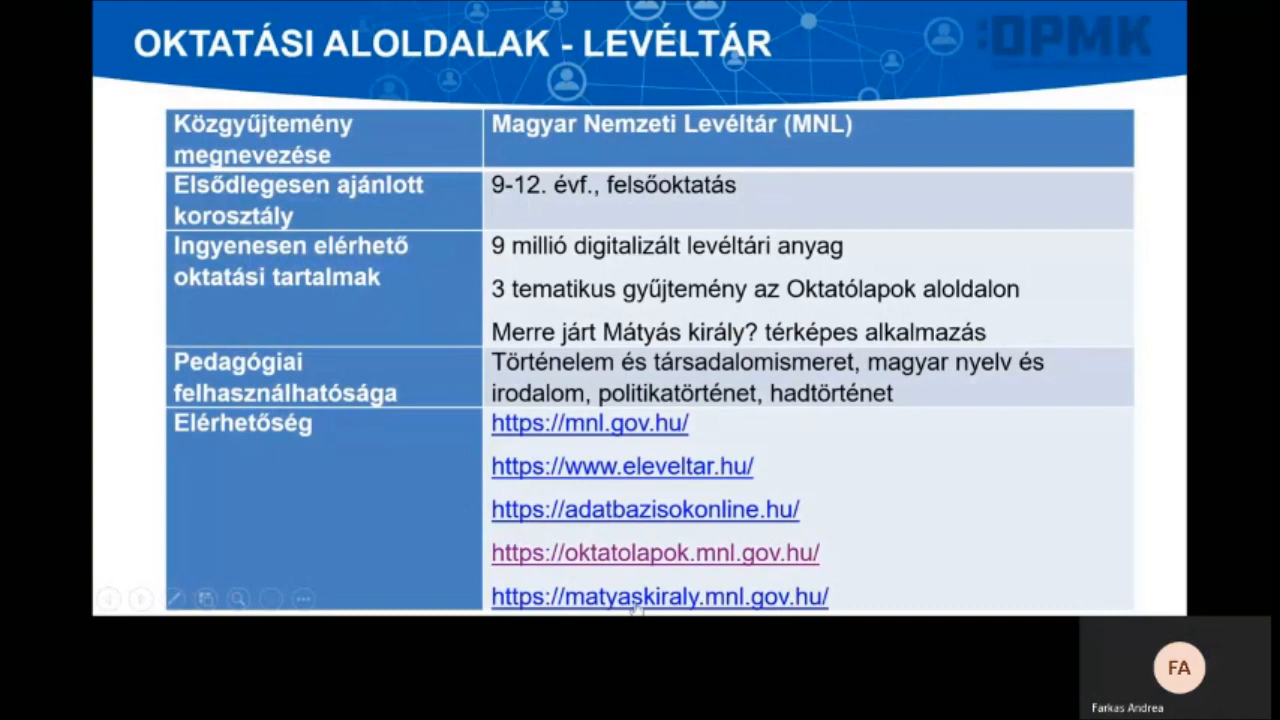 OKTATÁSI ALOLDALAK - LEVÉLTÁR
:OPMK
Közgyűjtemény
megnevezése
Magyar Nemzeti Levéltár (MNL)
Elsődlegesen ajánlott
korosztály
9-12. évf., felsőoktatás
Ingyenesen elérhető
oktatási tartalmak
9 millió digitalizált levéltári anyag
3 tematikus gyűjtemény az Oktatólapok aloldalon
Merre járt Mátyás király? térképes alkalmazás
Pedagógiai
felhasználhatósága
Történelem és társadalomismeret, magyar nyelv és
irodalom, politikatörténet, hadtörténet
Elérhetőség
https://mnl.gov.hu/
https://www.eleveltar.hu/
https://adatbazisokonline.hu/
https://oktatolapok.mnl.gov.hu/
https://matyaskiraly.mnl.gov.hu/
FA
Farkas Andrea